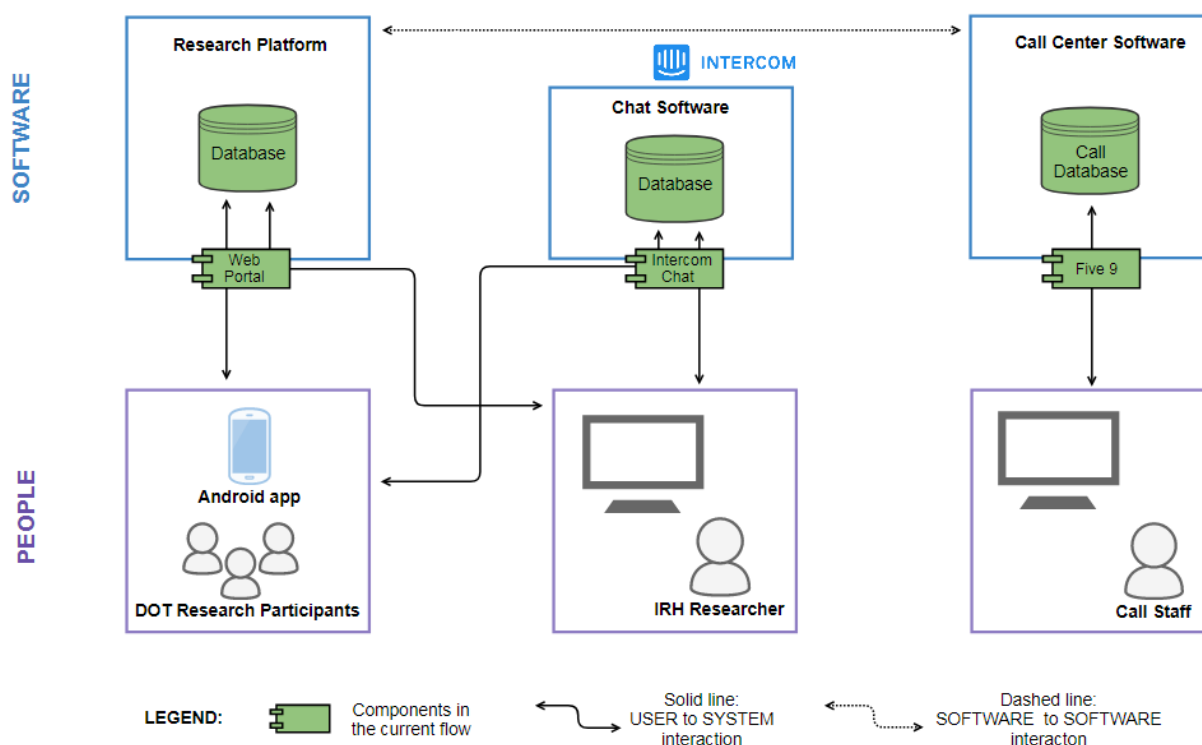 SOFTWARE
Research Platform
Database
Web
Portal
INTERCOM
Chat Software
Database
Intercom
Chat
Call Center Software
Call
Database
Five 9
PEOPLE
Android app
DOT Research Participants
IRH Researcher
Call Staff
LEGEND:
Components in
the current flow
Solid line:
USER to SYSTEM
interaction
Dashed line:
SOFTWARE to SOFTWARE
interacton